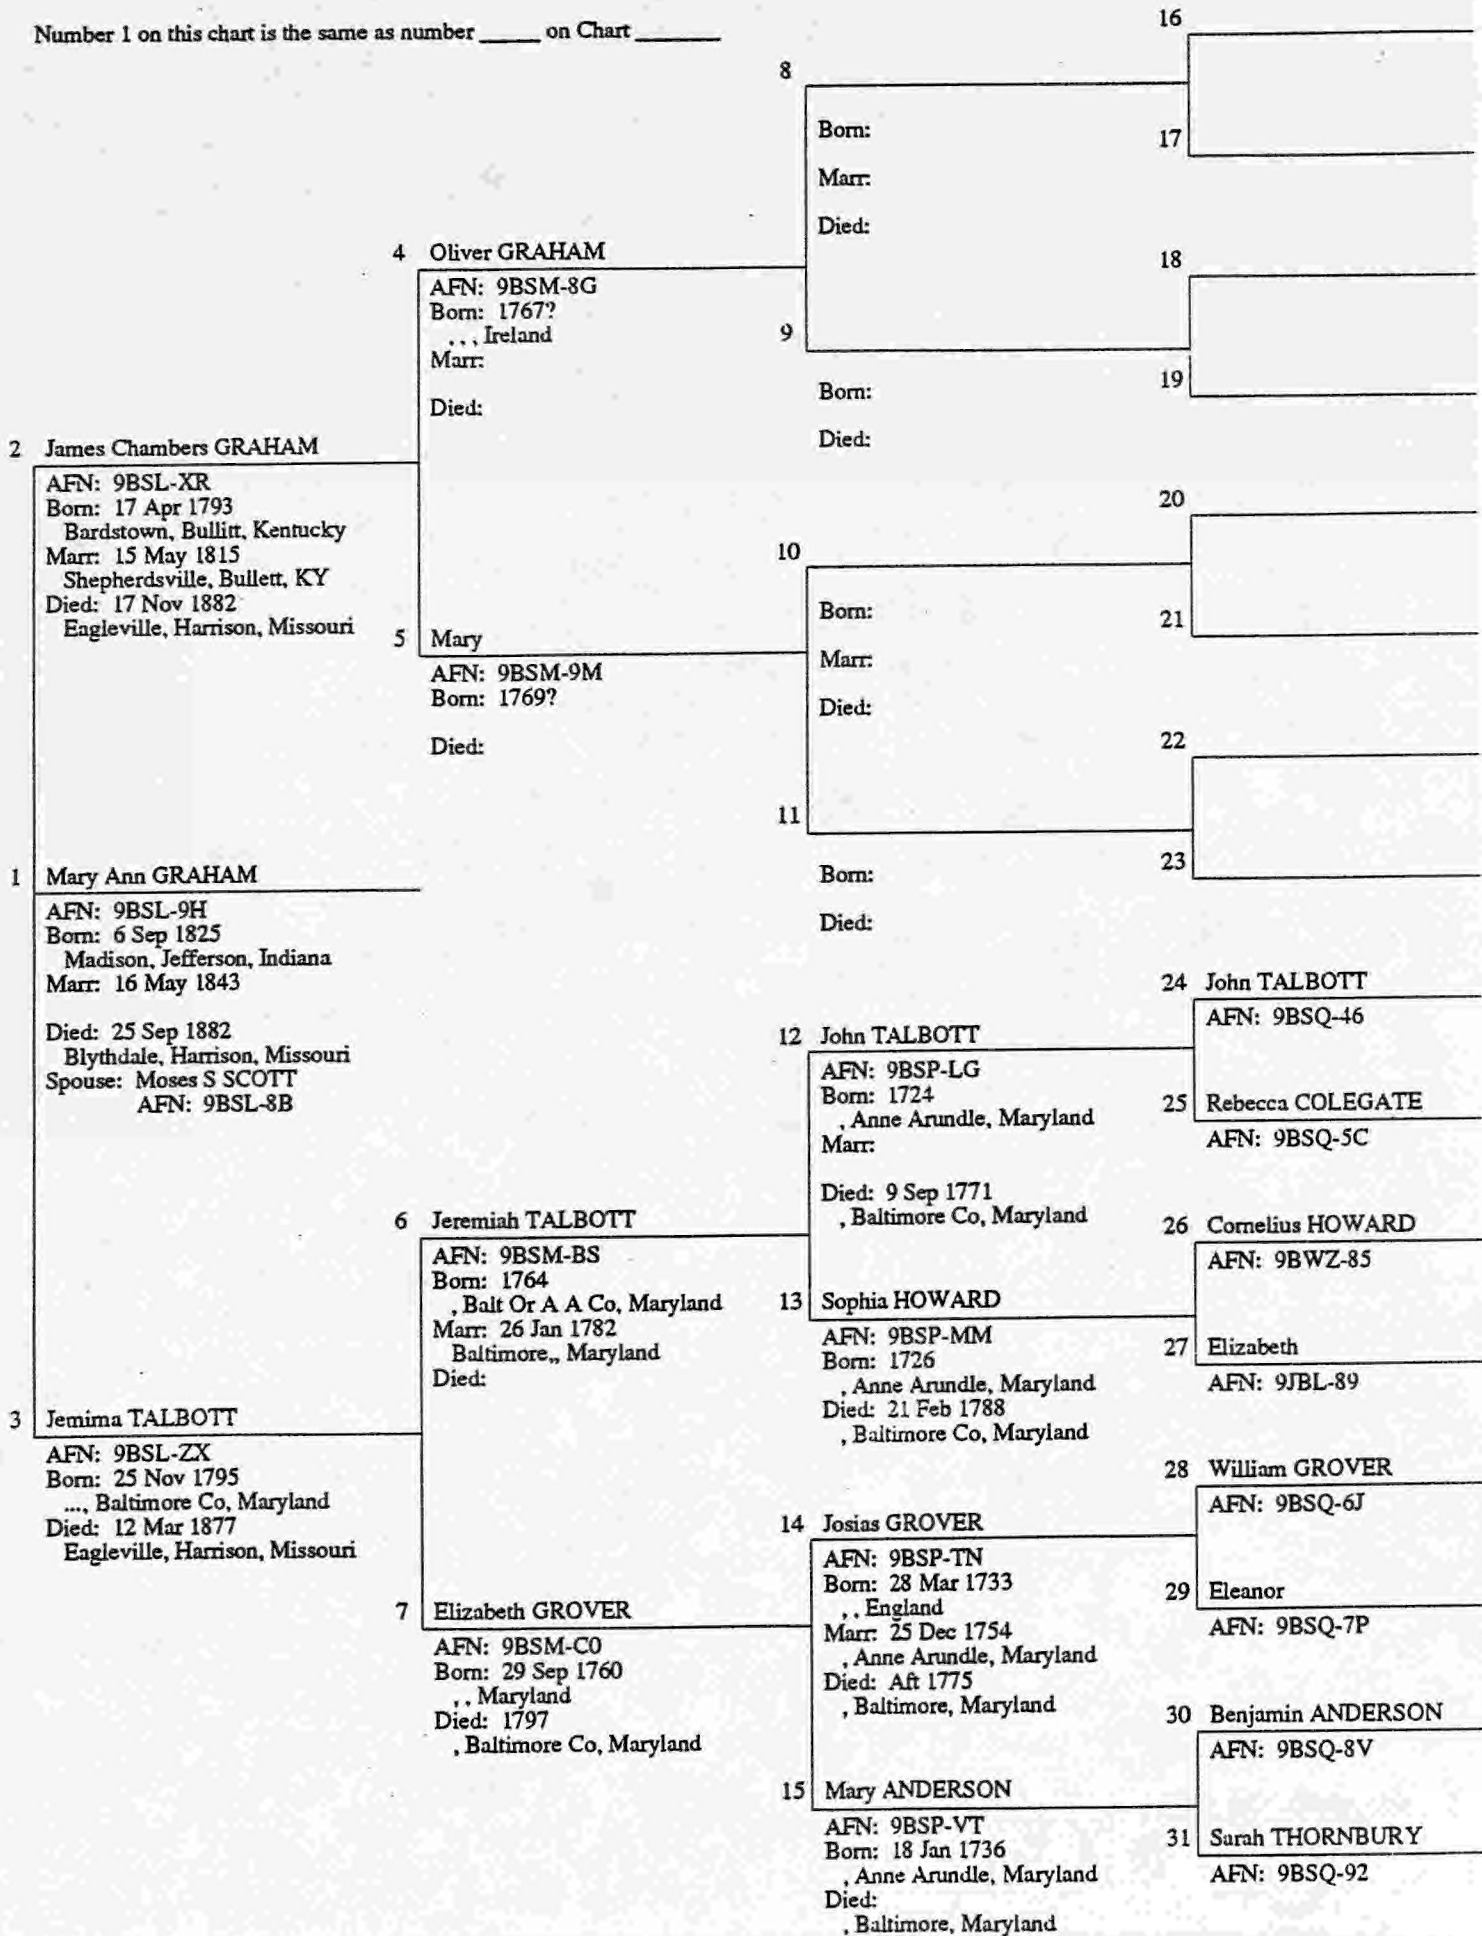 Number 1 on this chart is the same as number _____ on Chart _______
16
8
Born:
17
Marr:
Died:
4 Oliver GRAHAM
18
AFN: 9BSM-8G
Born: 1767?
, , , Ireland
9
Marr:
19
Born:
Died:
Died:
2 James Chambers GRAHAM
AFN: 9BSL-XR
Born: 17 Apr 1793
Bardstown, Bullitt, Kentucky
Marr: 15 May 1815
Shepherdsville, Bullett, KY
Died: 17 Nov 1882
Eagleville, Harrison, Missouri
20
10
Born:
21
5 Mary
Marr:
AFN: 9BSM-9M
Born: 1769?
Died:
Died:
22
11
23
Born:
Died:
1 Mary Ann GRAHAM
AFN: 9BSL-9H
Born: 6 Sep 1825
Madison, Jefferson, Indiana
Marr: 16 May 1843
Died: 25 Sep 1882
Blythdale, Harrison, Missouri
Spouse: Moses S SCOTT
AFN: 9BSL-8B
24 John TALBOTT
AFN: 9BSQ-46
12 John TALBOTT
AFN: 9BSP-LG
Born: 1724
, Anne Arundle, Maryland
Marr:
Died: 9 Sep 1771
, Baltimore Co, Maryland
25 Rebecca COLEGATE
AFN: 9BSQ-5C
6 Jeremiah TALBOTT
AFN: 9BSM-BS
Born: 1764
, Balt Or A A Co, Maryland
Marr: 26 Jan 1782
Baltimore,, Maryland
Died:
26 Cornelius HOWARD
AFN: 9BWZ-85
13 Sophia HOWARD
AFN: 9BSP-MM
Born: 1726
, Anne Arundle, Maryland
Died: 21 Feb 1788
, Baltimore Co, Maryland
27 Elizabeth
AFN: 9JBL-89
3 Jemima TALBOTT
AFN: 9BSL-ZX
Born: 25 Nov 1795
..., Baltimore Co, Maryland
Died: 12 Mar 1877
Eagleville, Harrison, Missouri
28 William GROVER
AFN: 9BSQ-6J
14 Josias GROVER
AFN: 9BSP-TN
Born: 28 Mar 1733
, , England
Marr: 25 Dec 1754
, Anne Arundle, Maryland
Died: Aft 1775
, Baltimore, Maryland
29 Eleanor
AFN: 9BSQ-7P
7 Elizabeth GROVER
AFN: 9BSM-C0
Born: 29 Sep 1760
, , Maryland
Died: 1797
, Baltimore Co, Maryland
30 Benjamin ANDERSON
AFN: 9BSQ-8V
15 Mary ANDERSON
AFN: 9BSP-VT
Born: 18 Jan 1736
, Anne Arundle, Maryland
Died:
, Baltimore, Maryland
31 Sarah THORNBURY
AFN: 9BSQ-92